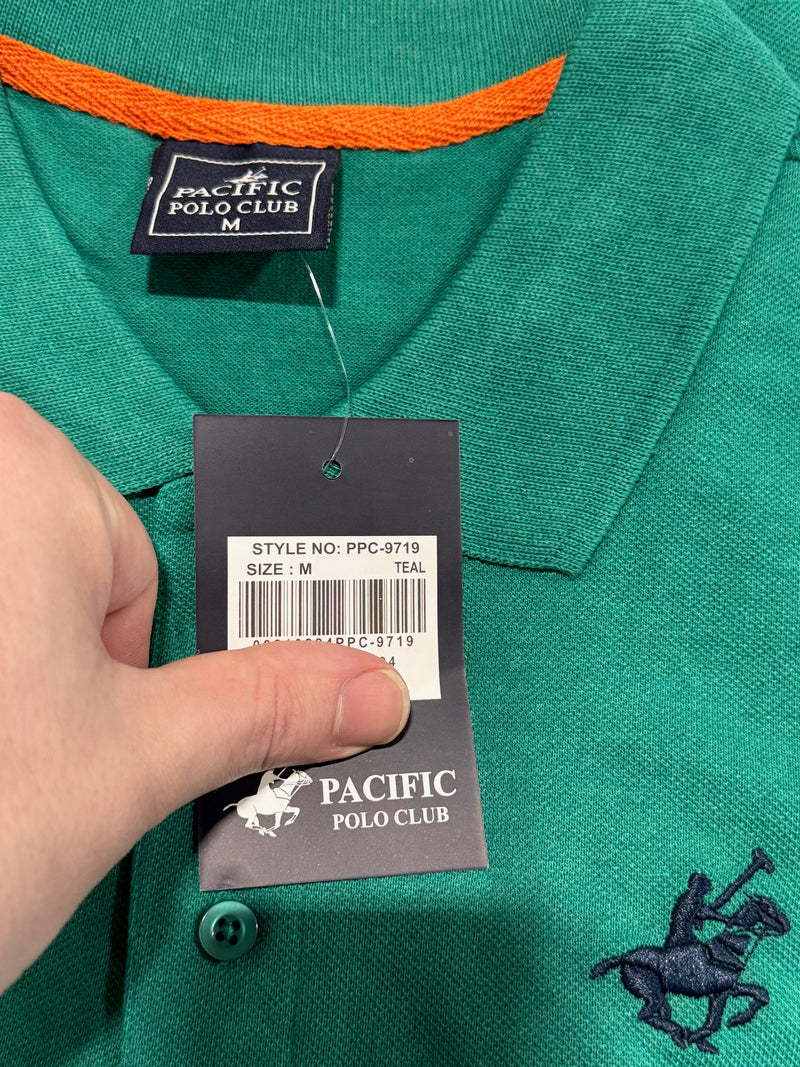 PACIFIC
POLO CLUB
M
STYLE NO: PPC-9719
SIZE : M TEAL
PPC-9719
PACIFIC
POLO CLUB